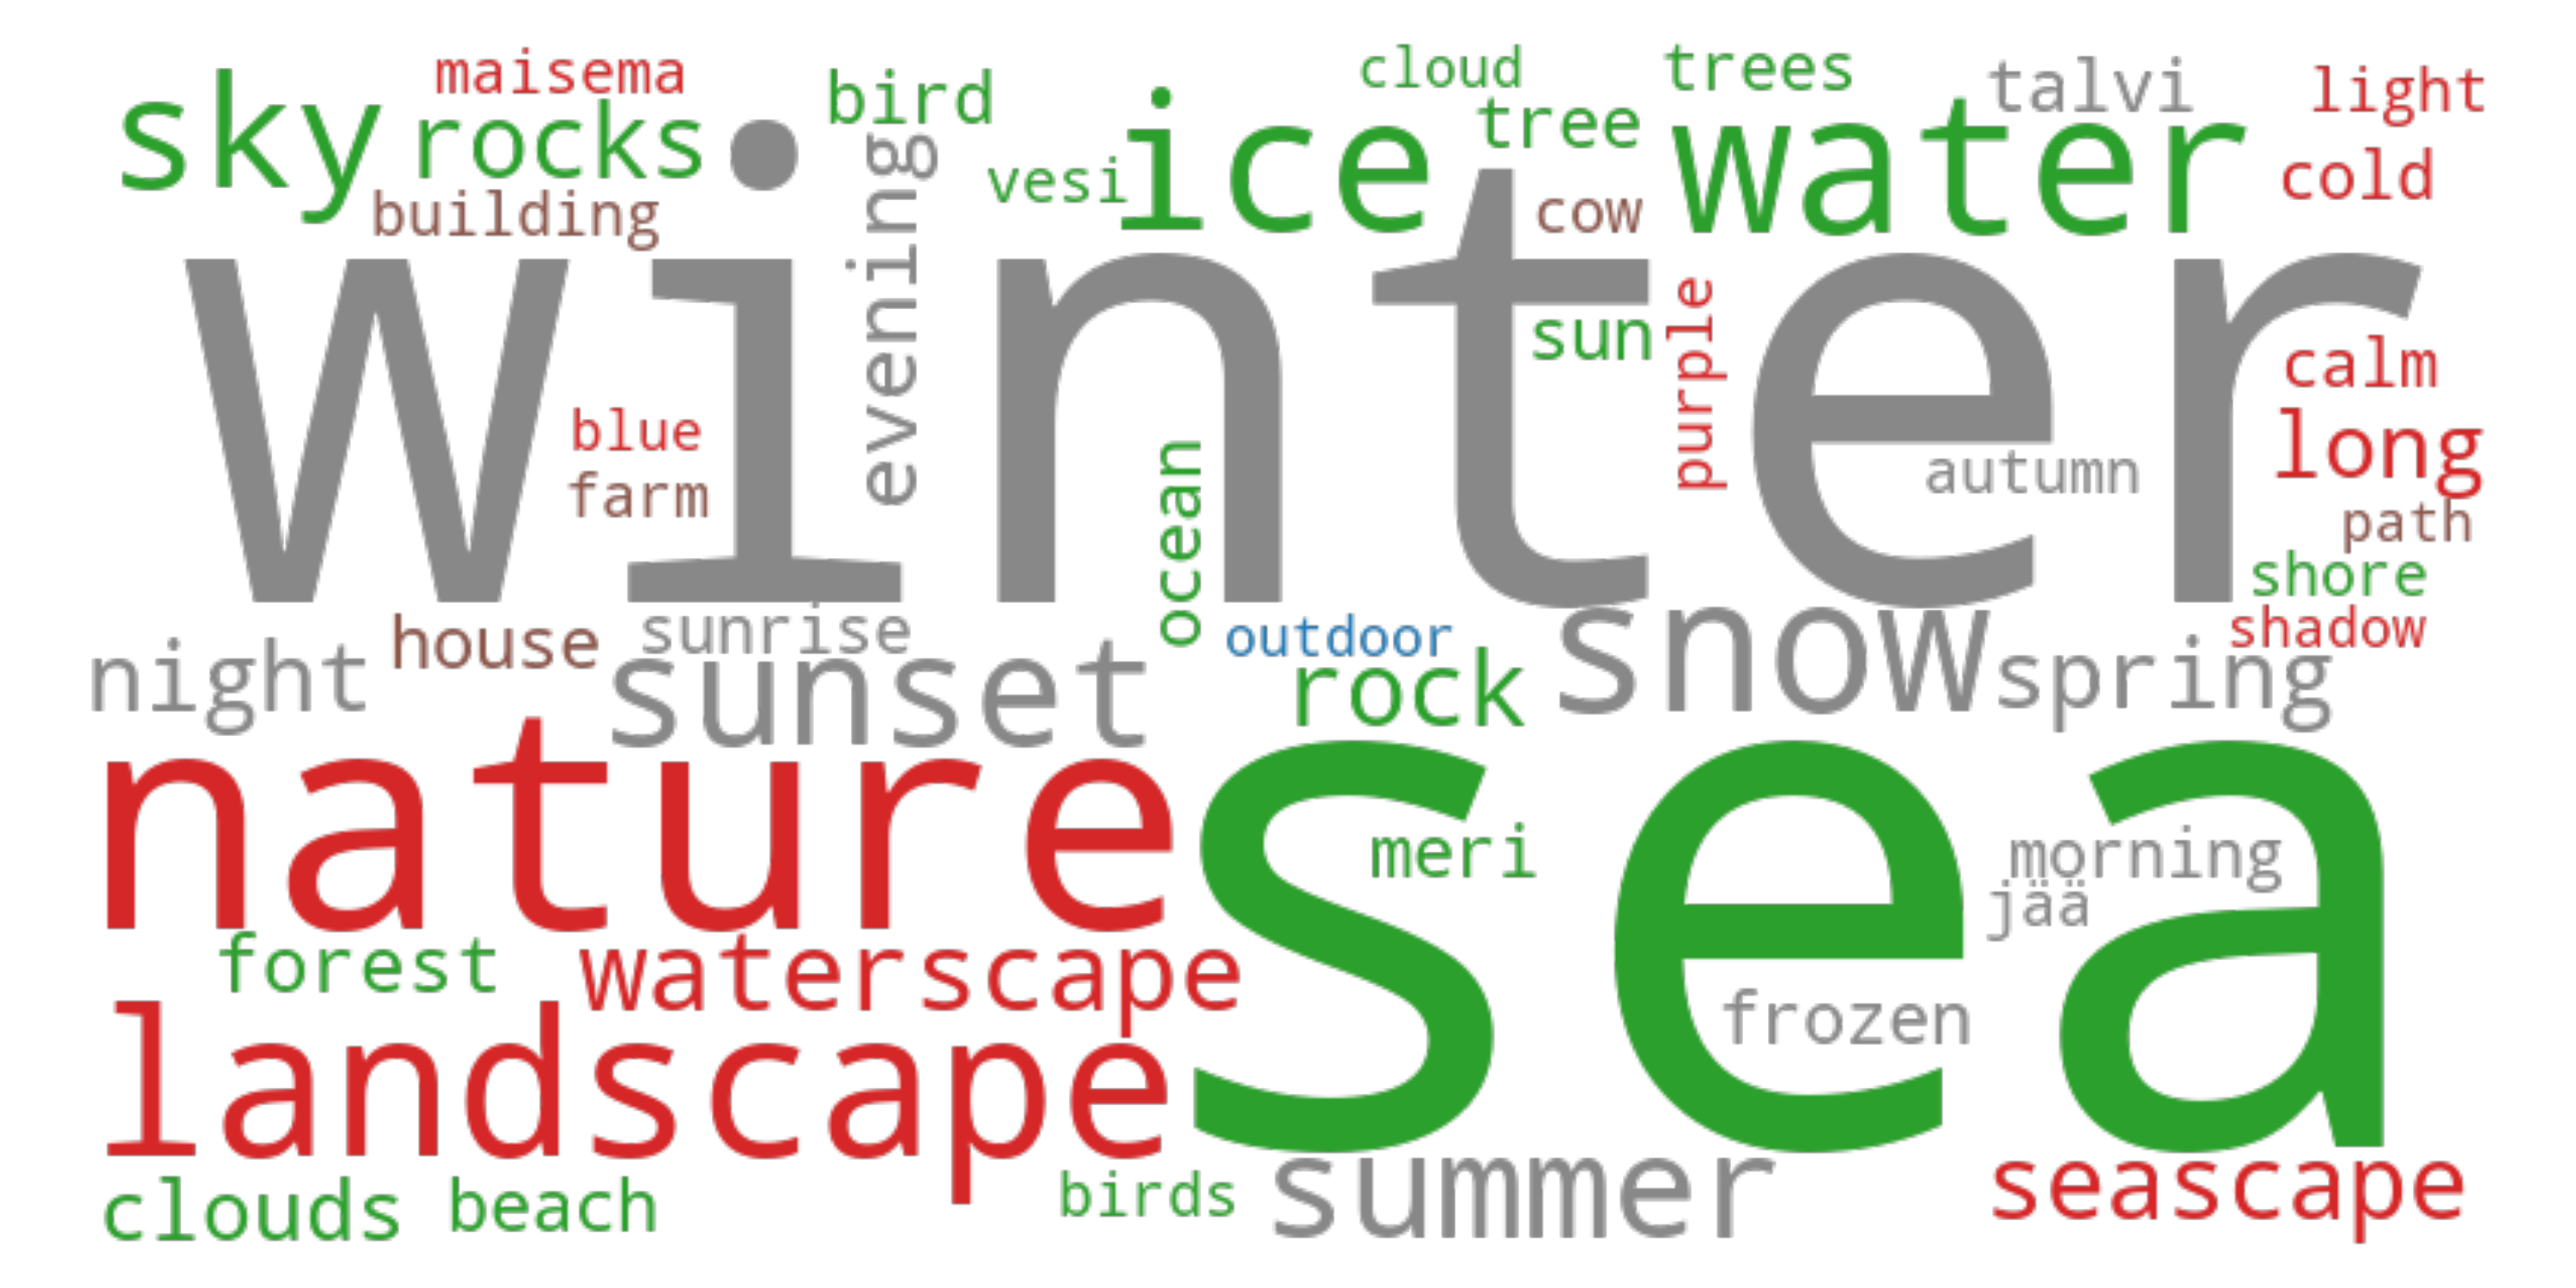 maisema
cloud
trees
talvi
light
sky
rocks
bird
ice
tree
water
cold
building
evening
vesi
cow
winter
sun
purple
calm
blue
farm
ocean
autumn
long
path
shore
night
house
sunrise
sunset
outdoor
rock
snow
spring
shadow
nature
sea
meri
morning
jää
forest
waterscape
frozen
landscape
clouds
beach
birds
summer
seascape